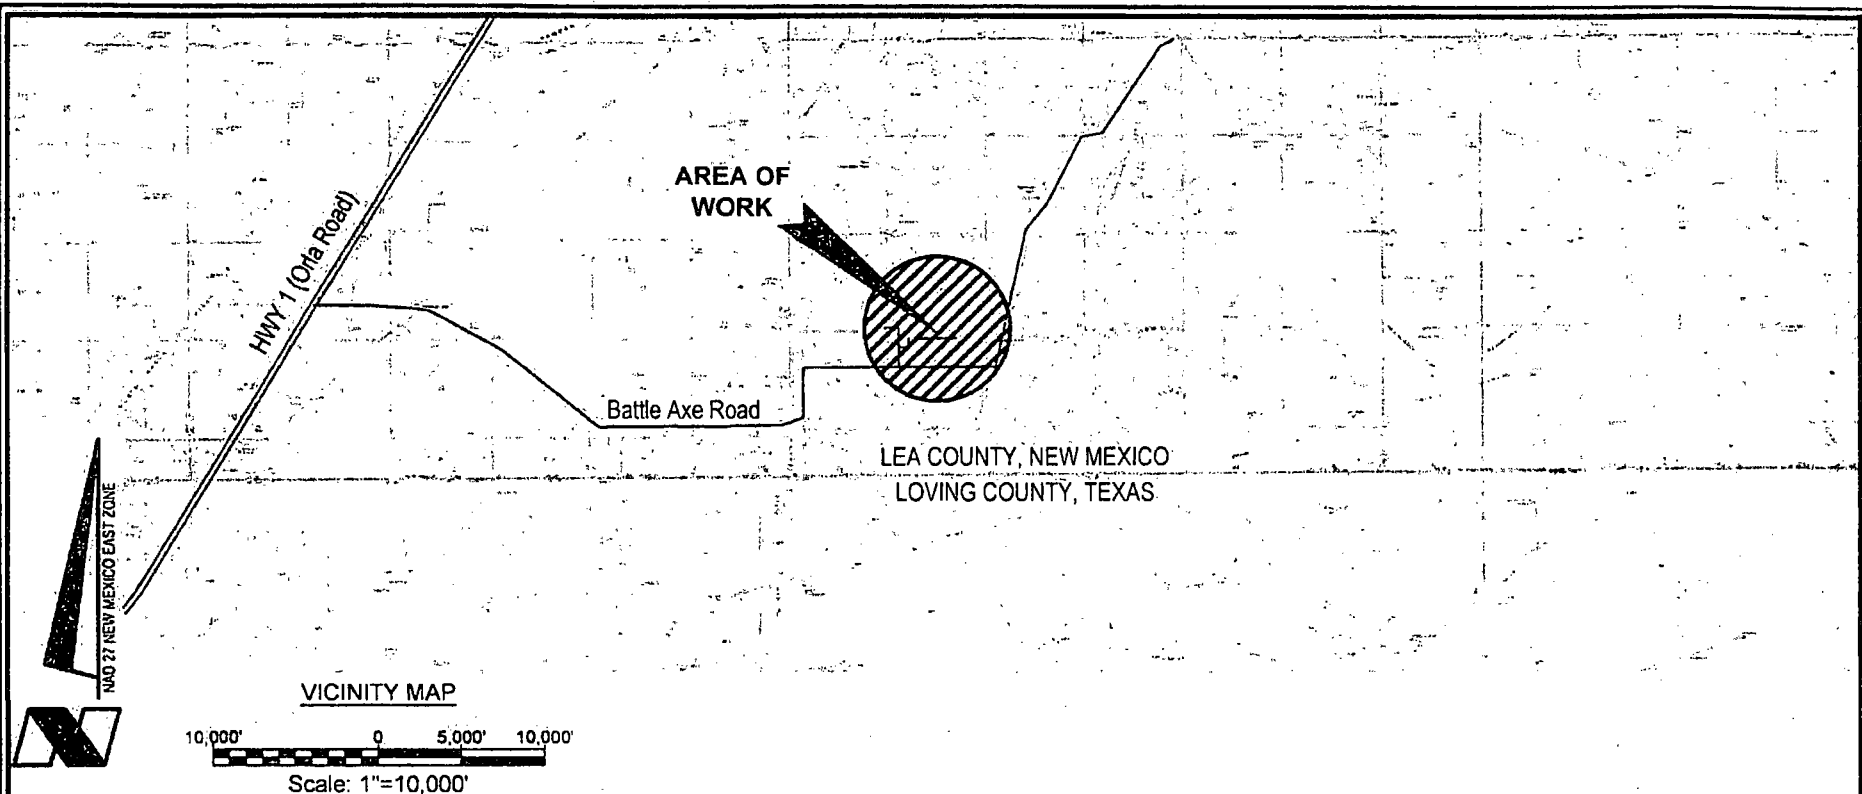 AREA OF
WORK
HWY 1 (Orla Road)
Battle Axe Road
LEA COUNTY, NEW MEXICO
LOVING COUNTY, TEXAS
NAD 27 NEW MEXICO EAST ZONE
VICINITY MAP
10,000' 0 5,000' 10,000'
Scale: 1"=10,000'